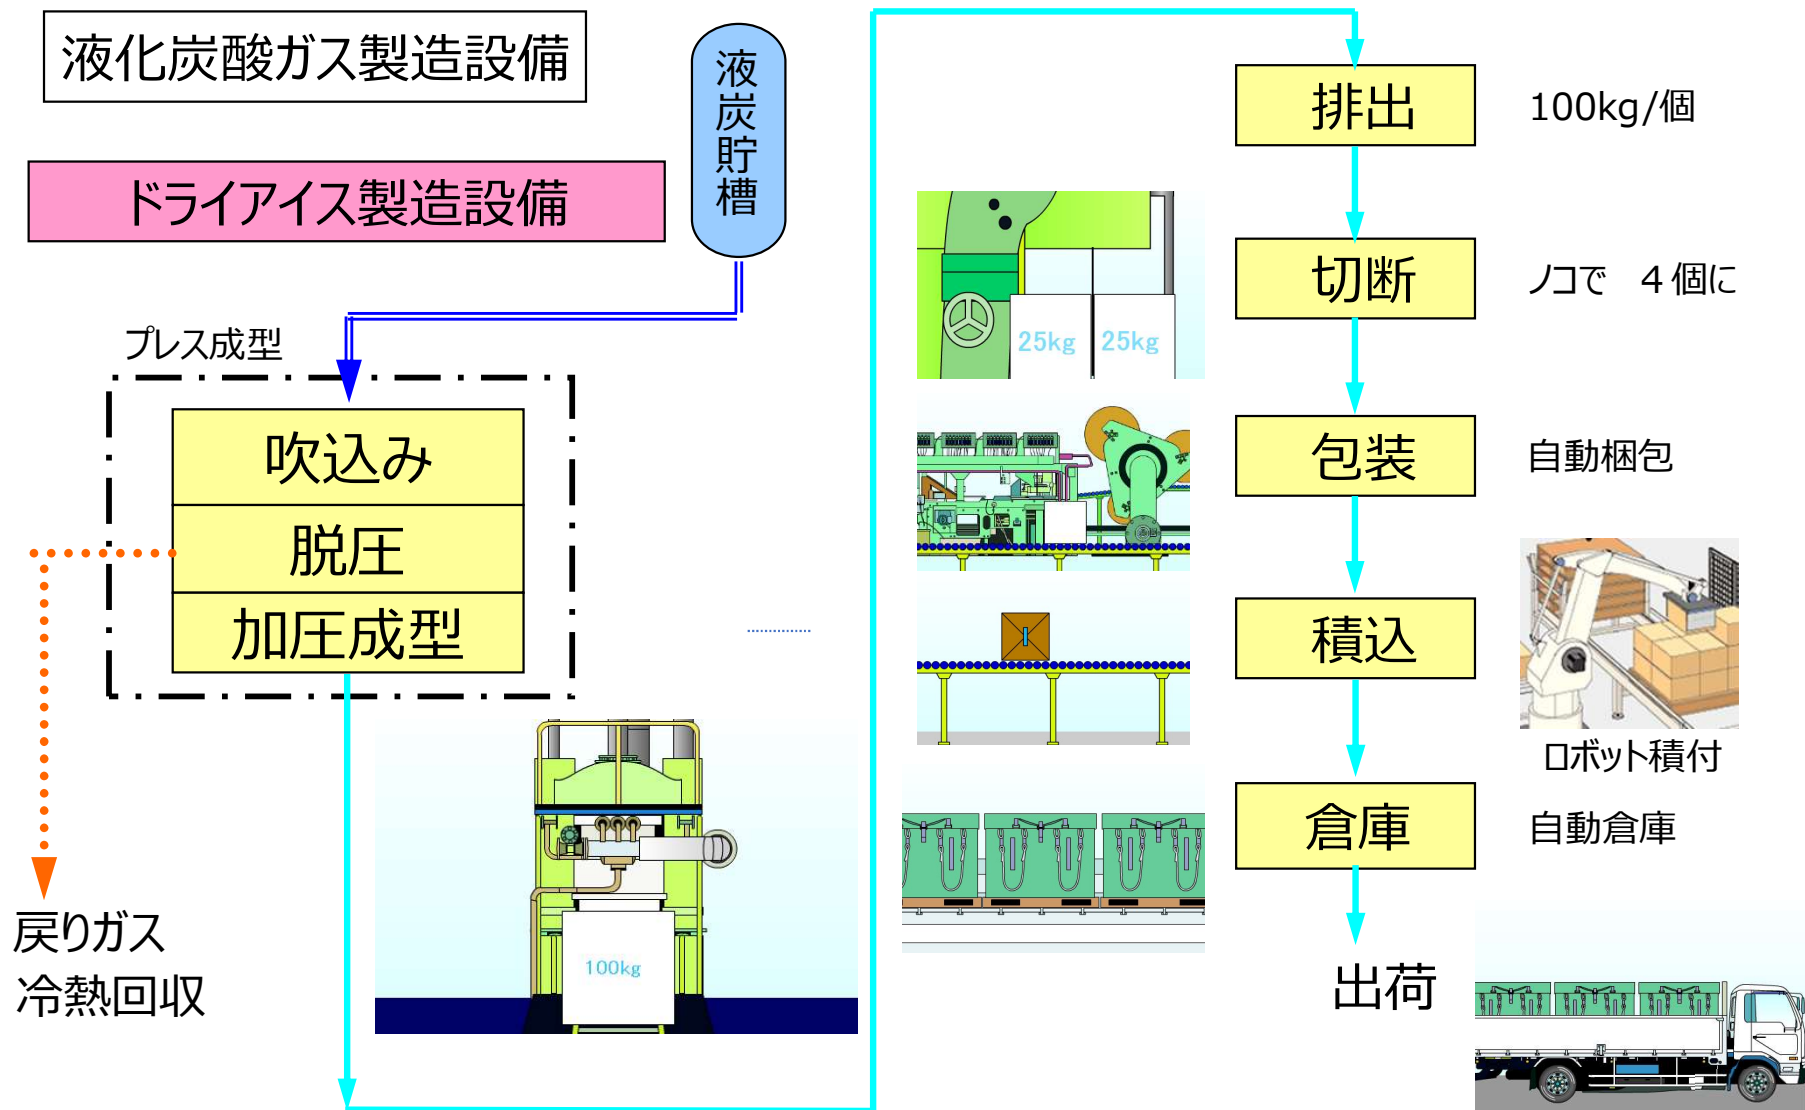 液化炭酸ガス製造設備
液炭貯槽
ドライアイス製造設備
プレス成型
吹込み
脱圧
加圧成型
戻りガス
冷熱回収
100kg
排出
100kg/個
切断
ノコで　４個に
25kg
25kg
包装
自動梱包
積込
ロボット積付
倉庫
自動倉庫
出荷